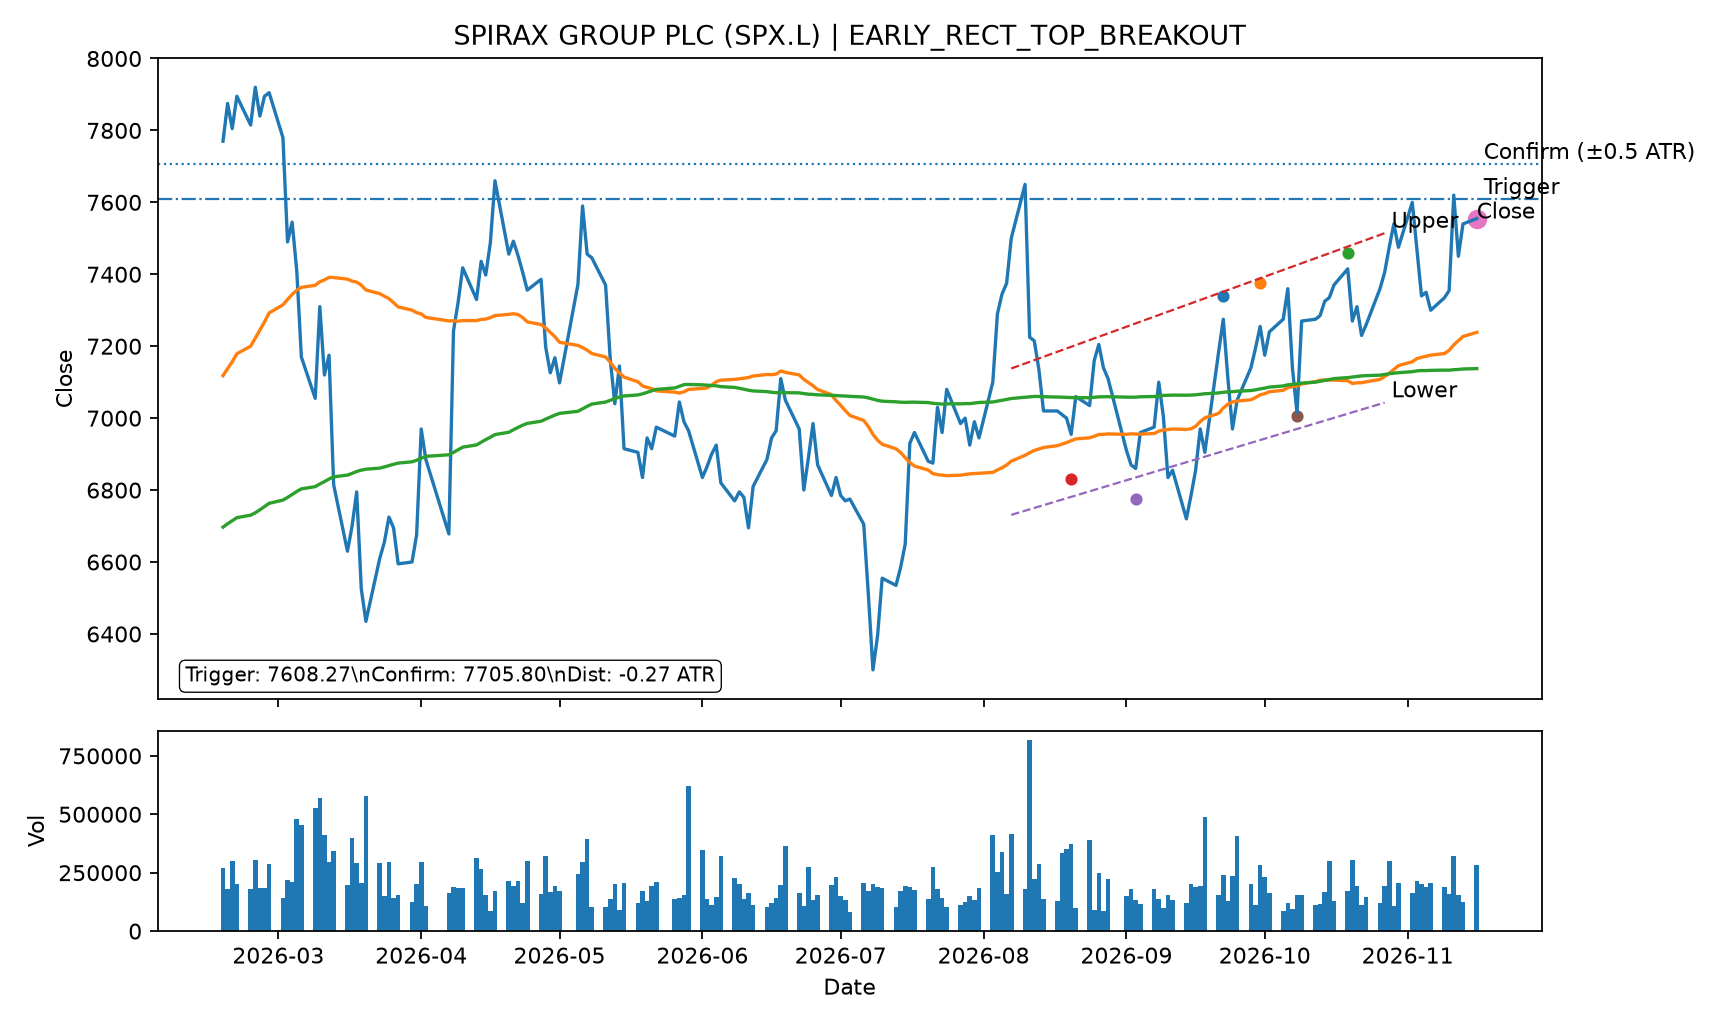 SPIRAX GROUP PLC (SPX.L) | EARLY_RECT_TOP_BREAKOUT
Close
8000
7800
7600
7400
7200
7000
6800
6600
6400
Confirm (±0.5 ATR)
Trigger
Close
Upper
Lower
Trigger: 7608.27\nConfirm: 7705.80\nDist: -0.27 ATR
Vol
750000
500000
250000
0
2026-03 2026-04 2026-05 2026-06 2026-07 2026-08 2026-09 2026-10 2026-11
Date